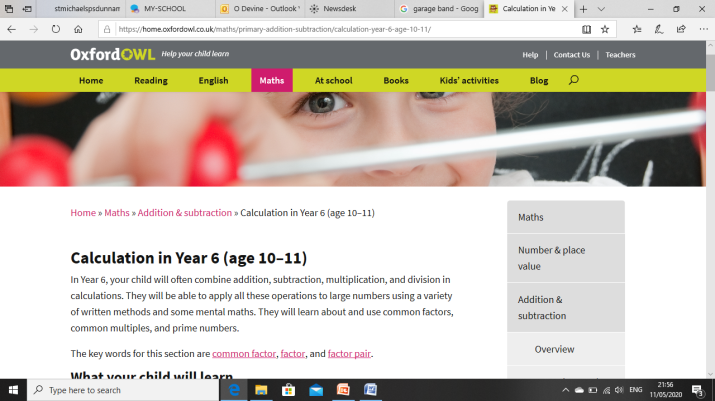 stmichaelspsdunnam
MY-SCHOOL
O Devine - Outlook
Newsdesk
garage band - Goog
Calculation in Ye
https://home.oxfordowl.co.uk/maths/primary-addition-subtraction/calculation-year-6-age-10-11/
OxfordOWL Help your child learn
Help | Contact Us | Teachers
Home Reading English Maths At school Books Kids' activities Blog
Home » Maths » Addition & subtraction » Calculation in Year 6 (age 10–11)
Calculation in Year 6 (age 10–11)
In Year 6, your child will often combine addition, subtraction, multiplication, and division in
calculations. They will be able to apply all these operations to large numbers using a variety
of written methods and some mental maths. They will learn about and use common factors,
common multiples, and prime numbers.
The key words for this section are common factor, factor, and factor pair.
What your child will learn
Maths
Number & place
value
Addition &
subtraction
Overview
Type here to search
ENG
21:56
11/05/2020
3